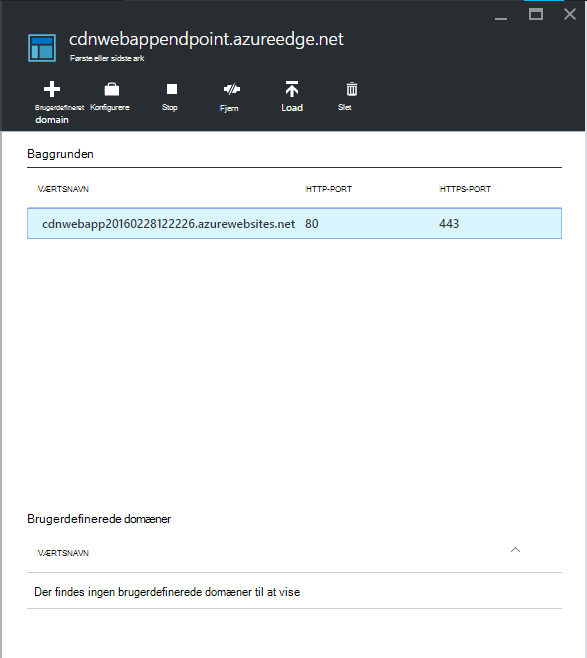 cdnwebappendpoint.azureedge.net
Første eller sidste ark
Brugerdefineret domain
Konfigurere
Stop
Fjern
Load
Slet
Baggrunden
VÆRTSNAVN HTTP-PORT HTTPS-PORT
cdnwebapp20160228122226.azurewebsites.net 80 443
Brugerdefinerede domæner
VÆRTSNAVN
Der findes ingen brugerdefinerede domæner til at vise